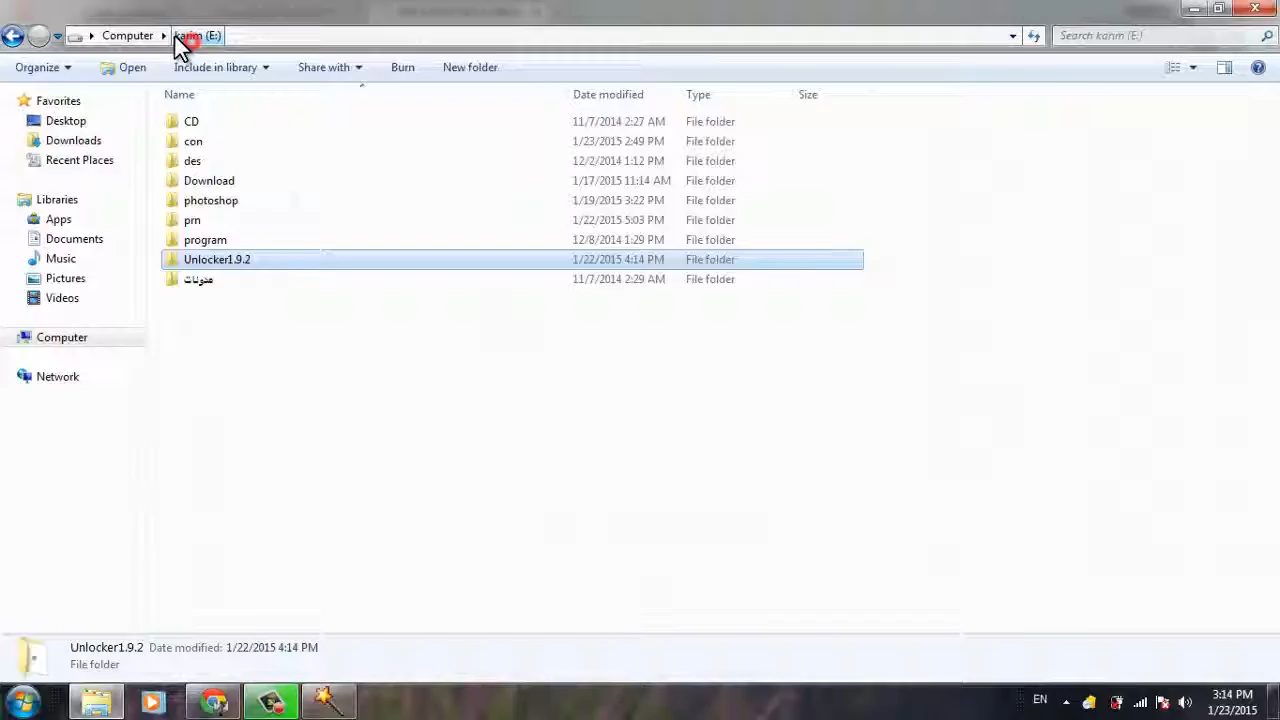 Computer karim (E:) Search karim (E:)
Organize Open Include in library Share with Burn New folder
Name Date modified Type Size
Favorites
Desktop
Downloads
Recent Places
Libraries
Apps
Documents
Music
Pictures
Videos
Computer
Network
CD 11/7/2014 2:27 AM File folder
con 1/23/2015 2:49 PM File folder
des 12/2/2014 1:12 PM File folder
Download 1/17/2015 11:14 AM File folder
photoshop 1/19/2015 3:22 PM File folder
prn 1/22/2015 5:03 PM File folder
program 12/8/2014 1:29 PM File folder
Unlocker1.9.2 1/22/2015 4:14 PM File folder
مدونات 11/7/2014 2:29 AM File folder
Unlocker1.9.2 Date modified: 1/22/2015 4:14 PM
File folder
EN 3:14 PM
1/23/2015